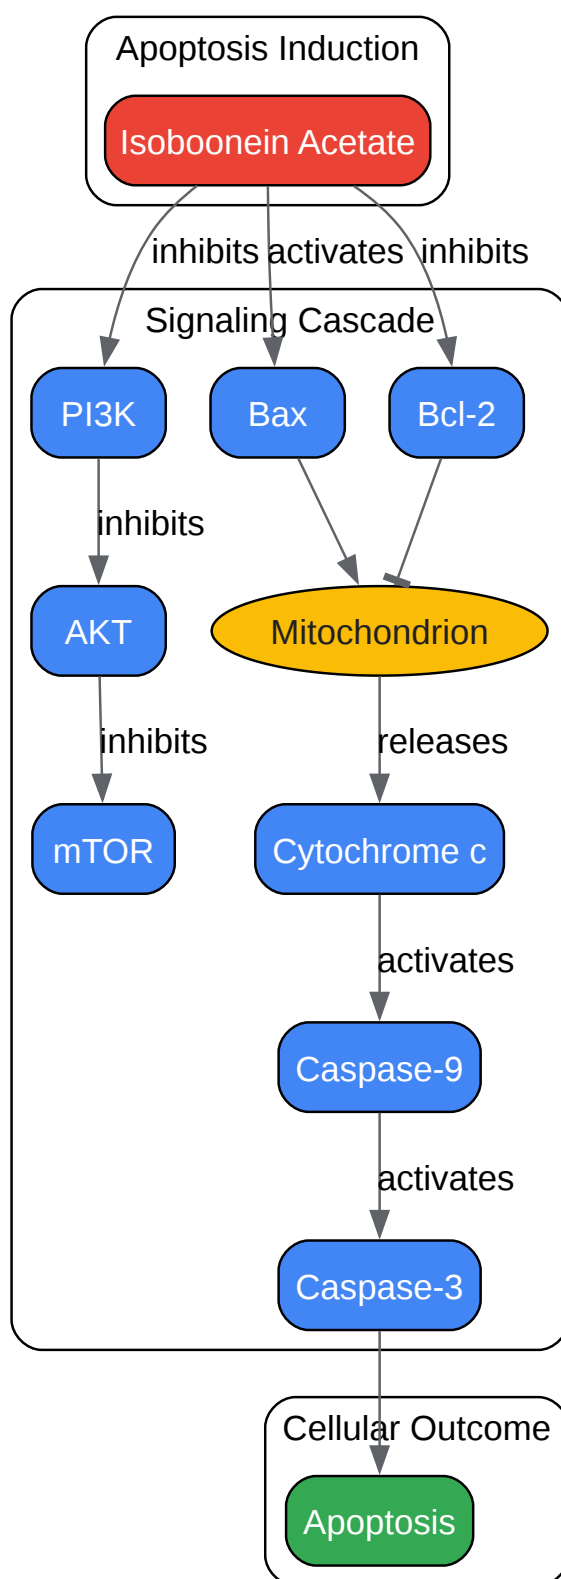 Apoptosis Induction
Isoboonein Acetate
inhibits activates inhibits
Signaling Cascade
PI3K Bax Bcl-2
inhibits
AKT Mitochondrion
inhibits releases
mTOR Cytochrome c
activates
Caspase-9
activates
Caspase-3
Cellular Outcome
Apoptosis